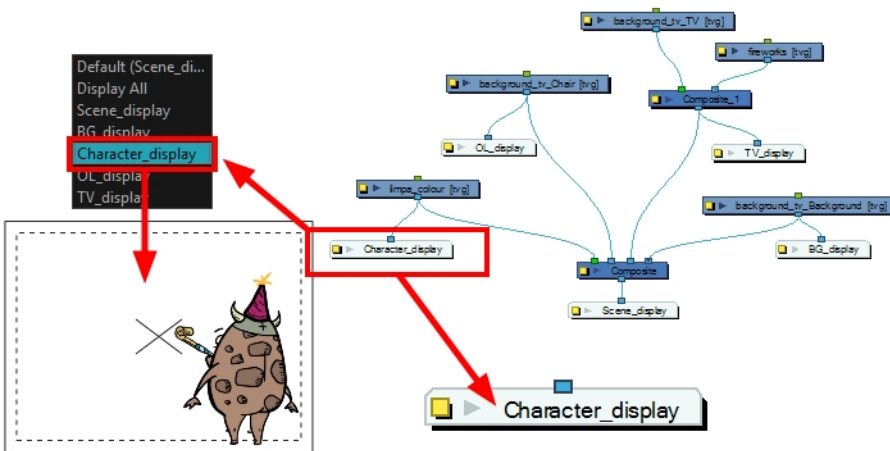 Default (Scene_di...
Display All
Scene_display
BG_display
Character_display
OL_display
TV_display
background_tv_TV [tvg]
fireworks [tvg]
background_tv_Chair [tvg]
Composite_1
OL_display
TV_display
limpa_colour [tvg]
background_tv_Background [tvg]
Character_display
BG_display
Composite
Scene_display
Character_display